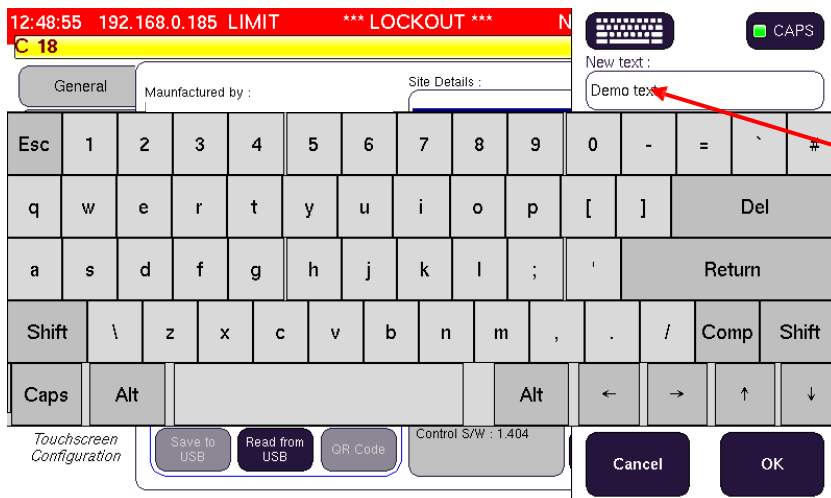 12:48:55 192.168.0.185 LIMIT *** LOCKOUT *** N
CAPS
C 18
New text :
General
Maunfactured by :
Site Details :
Demo text
Esc 1 2 3 4 5 6 7 8 9 0 - = ` #
q w e r t y u i o p [ ] Del
a s d f g h j k l ; ' Return
Shift \ z x c v b n m , . / Comp Shift
Caps Alt Alt ← → ↑ ↓
Touchscreen
Configuration
Save to
USB
Read from
USB
QR Code
Control S/W : 1.404
Cancel
OK